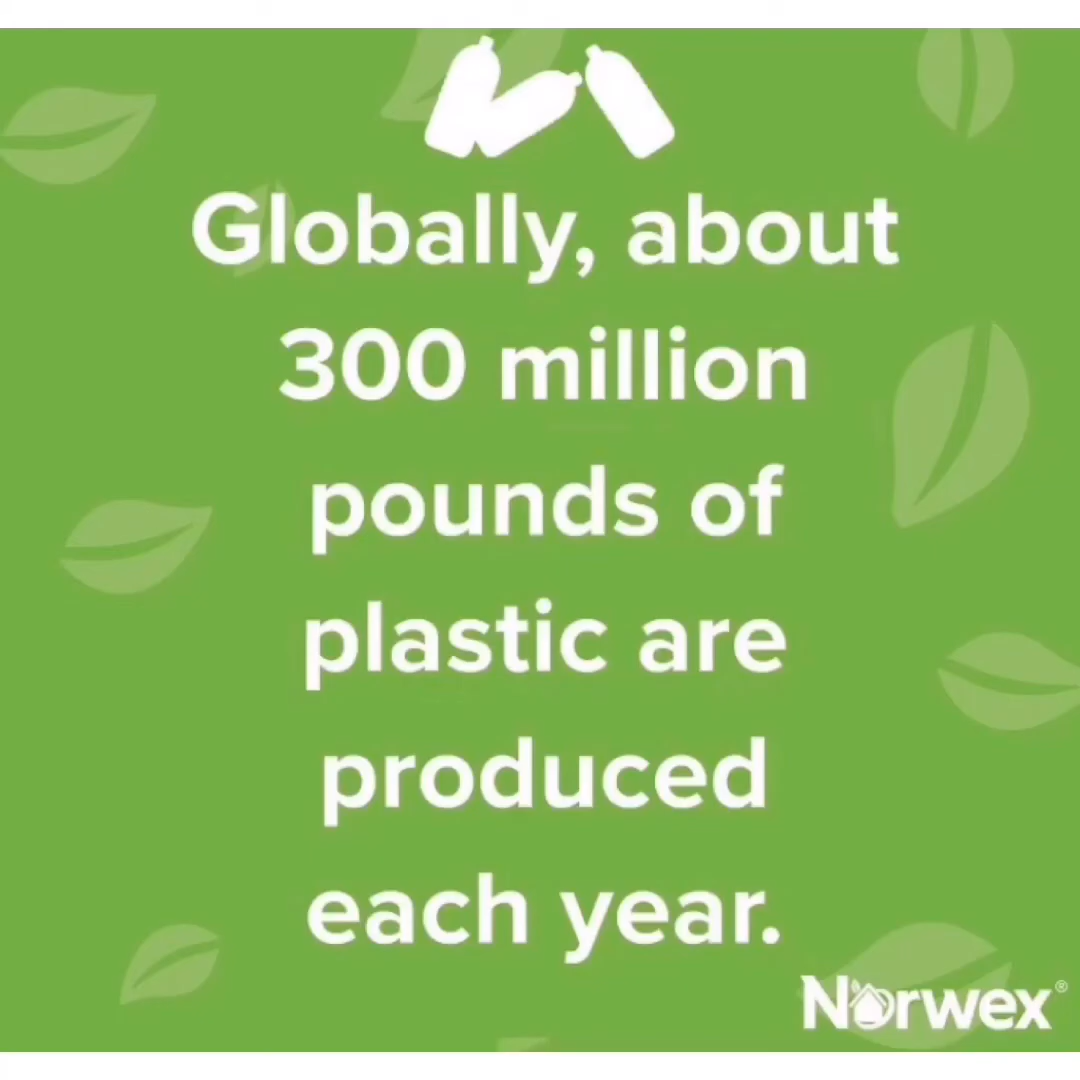 Globally, about
300 million
pounds of
plastic are
produced
each year.
Norwex®